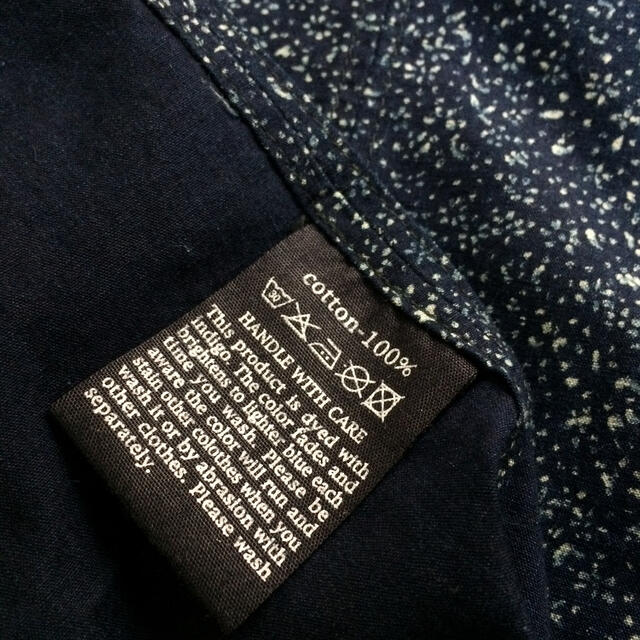 cotton-100%
30
HANDLE WITH CARE
This product is dyed with
indigo. The color fades and
brightens to lighter blue each
time you wash. Please be
aware the color will run and
stain other colothes when you
wash it or by abrasion with
other clothes. Please wash
separately.